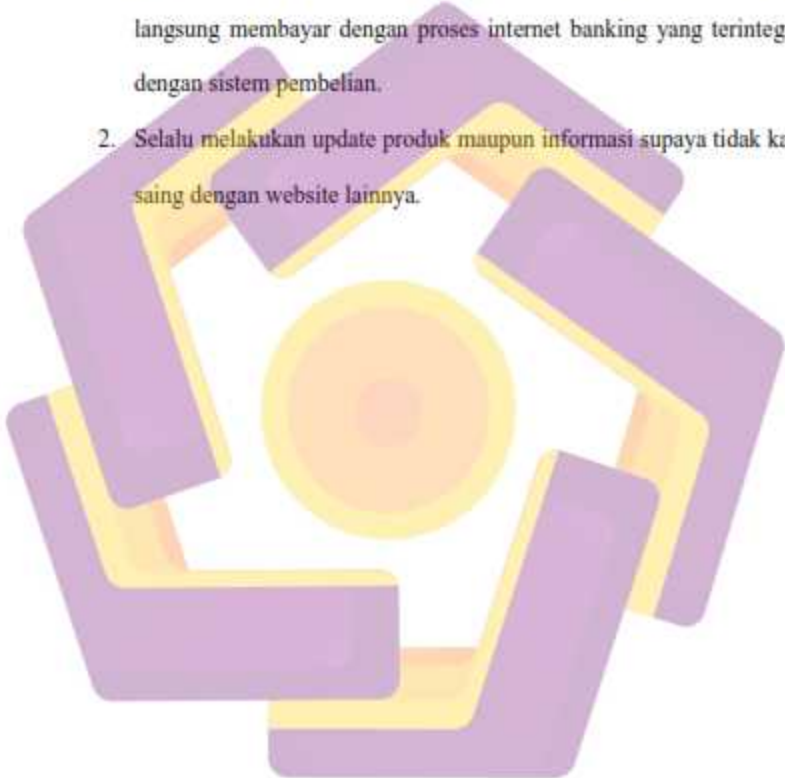 langsung membayar dengan proses internet banking yang terinteg
dengan sistem pembelian.
2. Selalu melakukan update produk maupun informasi supaya tidak ka
saing dengan website lainnya.